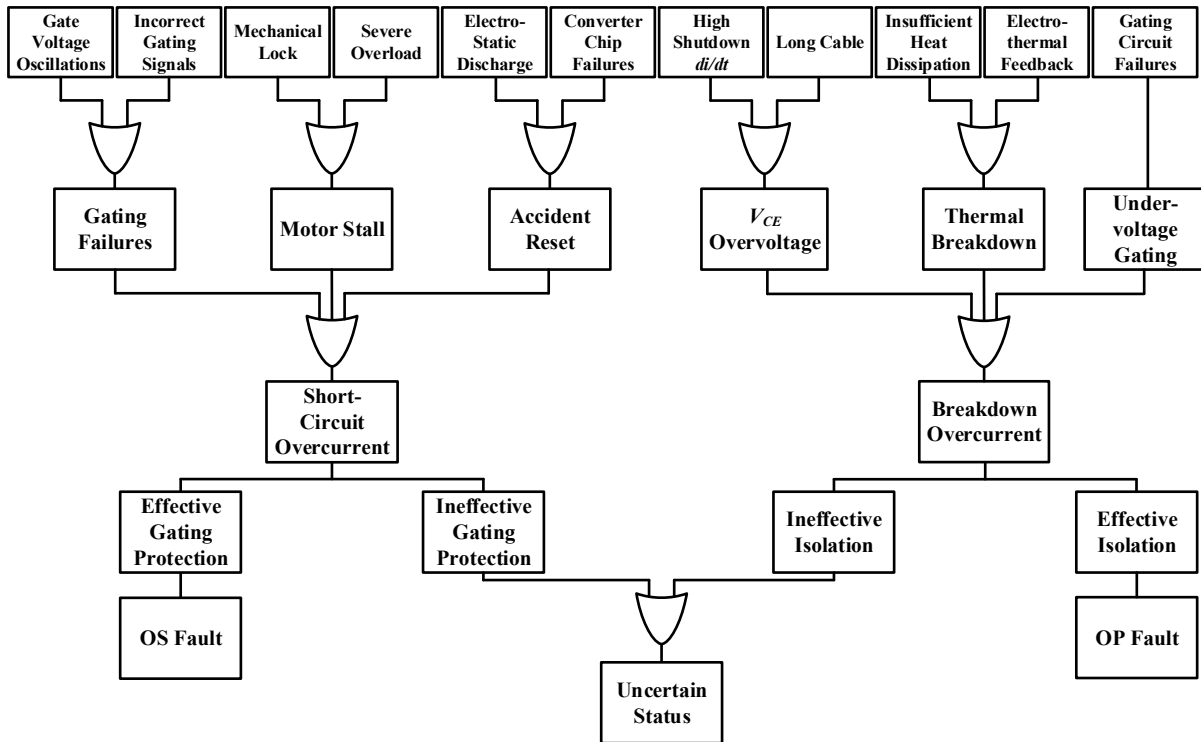 Gate
Voltage
Oscillations
Incorrect
Gating
Signals
Mechanical
Lock
Severe
Overload
Electro-
Static
Discharge
Converter
Chip
Failures
High
Shutdown
di/dt
Long Cable
Insufficient
Heat
Dissipation
Electro-
thermal
Feedback
Gating
Circuit
Failures
Gating
Failures
Motor Stall
Accident
Reset
VCE
Overvoltage
Thermal
Breakdown
Under-
voltage
Gating
Short-
Circuit
Overcurrent
Breakdown
Overcurrent
Effective
Gating
Protection
Ineffective
Gating
Protection
Ineffective
Isolation
Effective
Isolation
OS Fault
OP Fault
Uncertain
Status